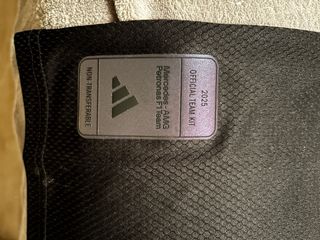 2025
OFFICIAL TEAM KIT
Mercedes-AMG
Petronas F1 Team
NON-TRANSFERABLE